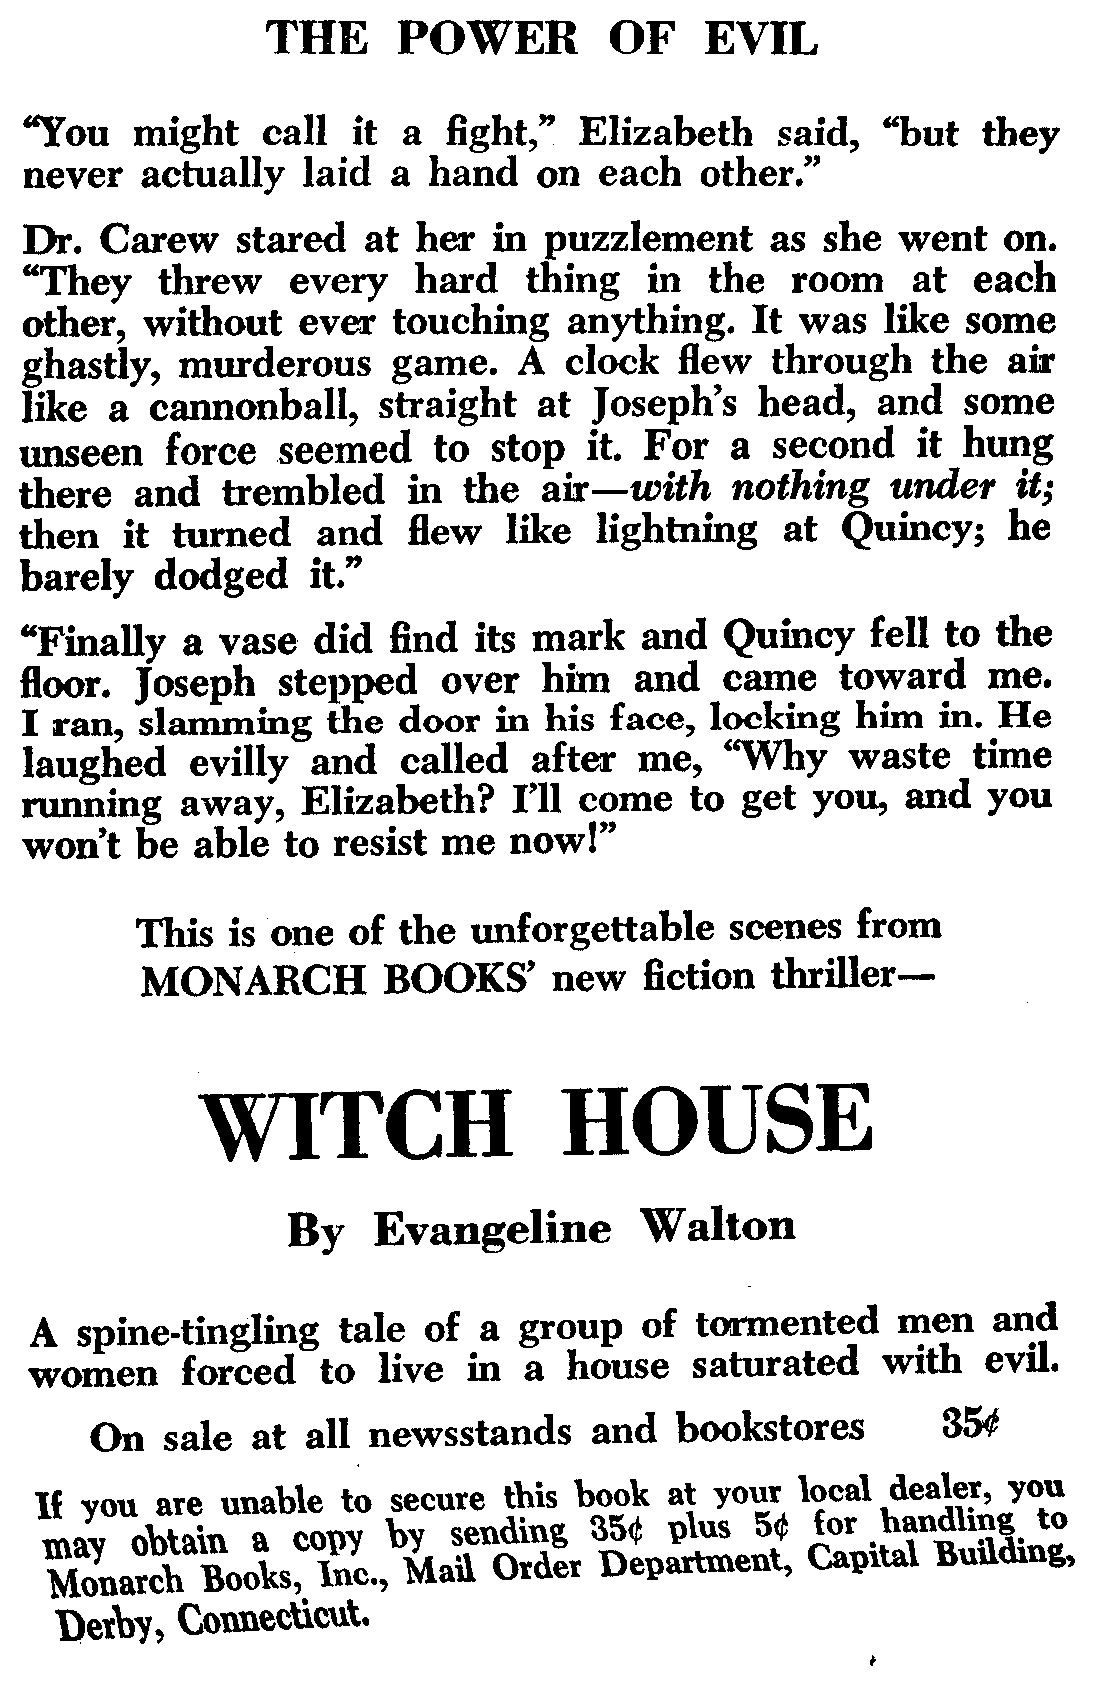 THE POWER OF EVIL
“You might call it a fight,” Elizabeth said, “but they
never actually laid a hand on each other.”
Dr. Carew stared at her in puzzlement as she went on.
“They threw every hard thing in the room at each
other, without ever touching anything. It was like some
ghastly, murderous game. A clock flew through the air
like a cannonball, straight at Joseph’s head, and some
unseen force seemed to stop it. For a second it hung
there and trembled in the air—with nothing under it;
then it turned and flew like lightning at Quincy; he
barely dodged it.”
“Finally a vase did find its mark and Quincy fell to the
floor. Joseph stepped over him and came toward me.
I ran, slamming the door in his face, locking him in. He
laughed evilly and called after me, “Why waste time
running away, Elizabeth? I’ll come to get you, and you
won’t be able to resist me now!”
This is one of the unforgettable scenes from
MONARCH BOOKS’ new fiction thriller—
WITCH HOUSE
By Evangeline Walton
A spine-tingling tale of a group of tormented men and
women forced to live in a house saturated with evil.
On sale at all newsstands and bookstores 35¢
If you are unable to secure this book at your local dealer, you
may obtain a copy by sending 35¢ plus 5¢ for handling to
Monarch Books, Inc., Mail Order Department, Capital Building,
Derby, Connecticut.